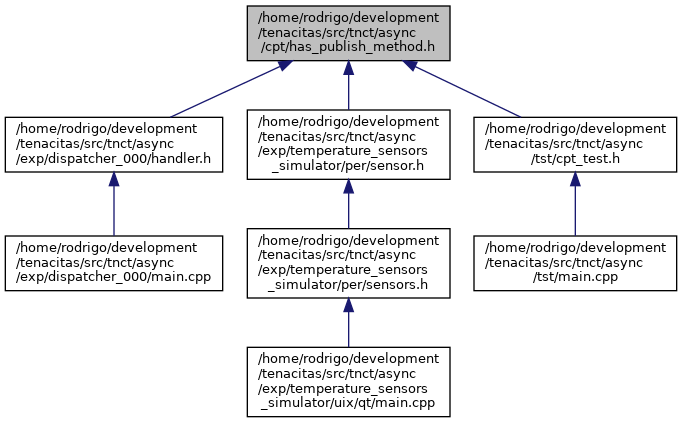 /home/rodrigo/development
/tenacitas/src/tnct/async
/cpt/has_publish_method.h
/home/rodrigo/development
/tenacitas/src/tnct/async
/exp/dispatcher_000/handler.h
/home/rodrigo/development
/tenacitas/src/tnct/async
/exp/temperature_sensors
_simulator/per/sensor.h
/home/rodrigo/development
/tenacitas/src/tnct/async
/tst/cpt_test.h
/home/rodrigo/development
/tenacitas/src/tnct/async
/exp/dispatcher_000/main.cpp
/home/rodrigo/development
/tenacitas/src/tnct/async
/exp/temperature_sensors
_simulator/per/sensors.h
/home/rodrigo/development
/tenacitas/src/tnct/async
/tst/main.cpp
/home/rodrigo/development
/tenacitas/src/tnct/async
/exp/temperature_sensors
_simulator/uix/qt/main.cpp